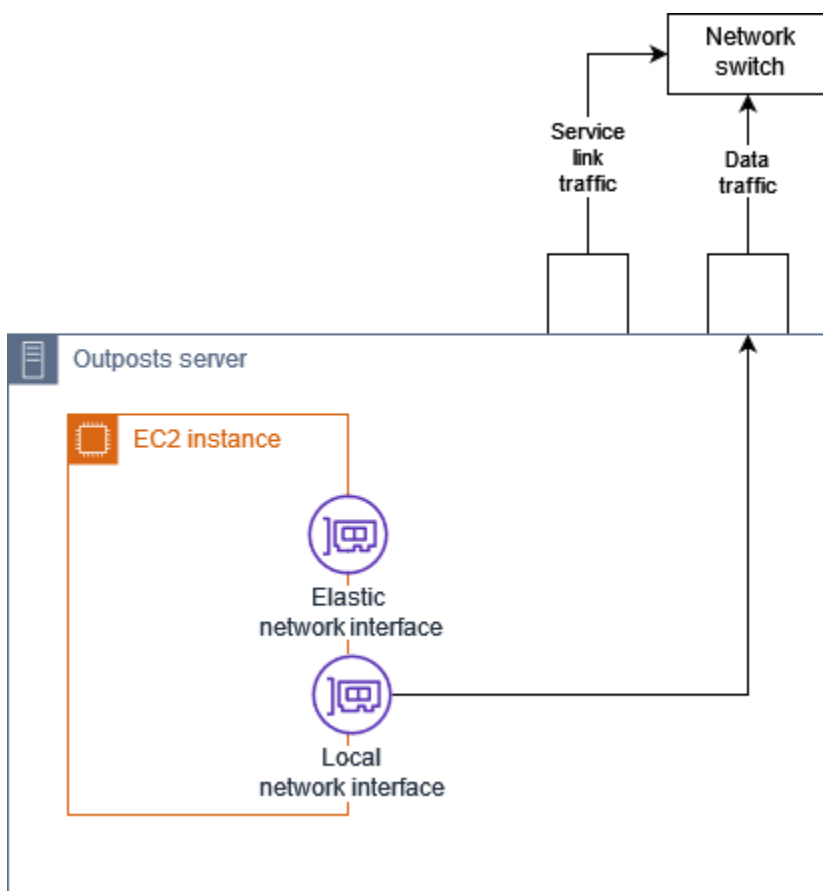 Network
switch
Service
link
traffic
Data
traffic
Outposts server
EC2 instance
Elastic
network interface
Local
network interface